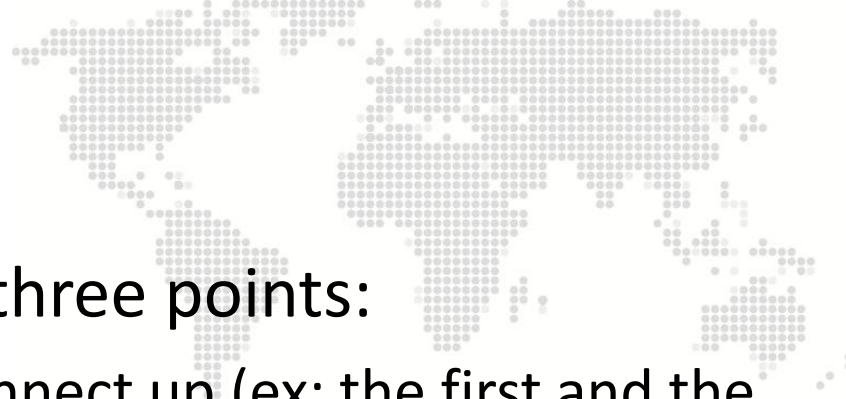 three points:
nnect up (ex: the first and the